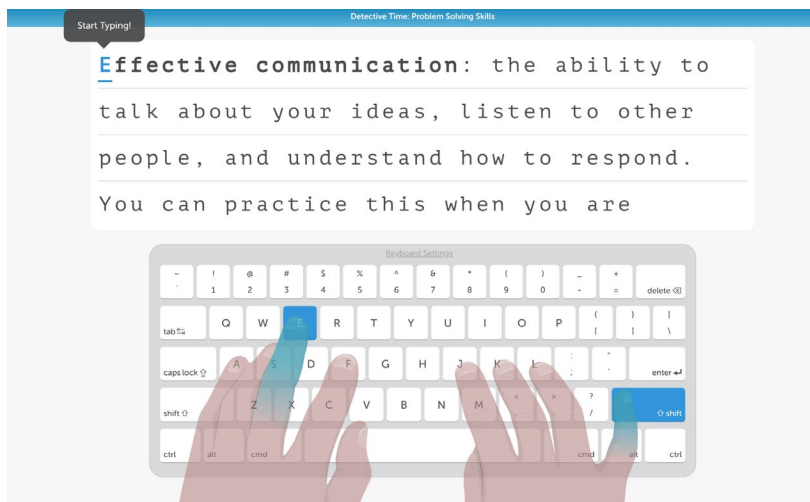 Detective Time: Problem Solving Skills
Start Typing!
Effective communication: the ability to
talk about your ideas, listen to other
people, and understand how to respond.
You can practice this when you are
Keyboard Settings
~ ! @ # $ % ^ & * ( ) _ +
` 1 2 3 4 5 6 7 8 9 0 - = delete
tab Q W E R T Y U I O P { } |
[ ] \
caps lock A S D F G H J K L : "
; ' enter
shift Z X C V B N M < > ?
, . / shift
ctrl alt cmd cmd alt ctrl